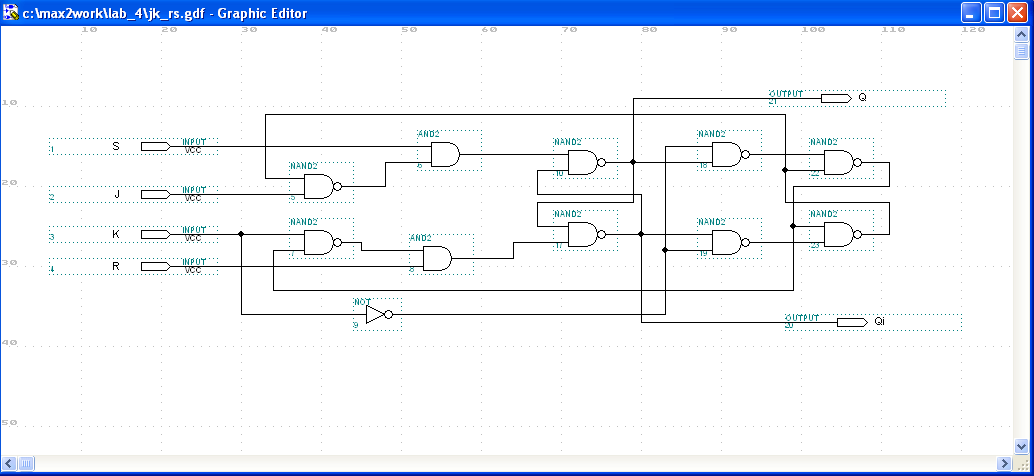 c:\max2work\lab_4\jk_rs.gdf - Graphic Editor
10 20 30 40 50 60 70 80 90 100 110 120
OUTPUT Q
21
10
S INPUT
1 VCC
AND2
6
NAND2
16
NAND2
18
NAND2
22
NAND2
5
20
J INPUT
2 VCC
K INPUT
3 VCC
NAND2
7
AND2
8
NAND2
17
NAND2
19
NAND2
23
R INPUT
4 VCC
30
NOT
9
OUTPUT Qi
20
40
50